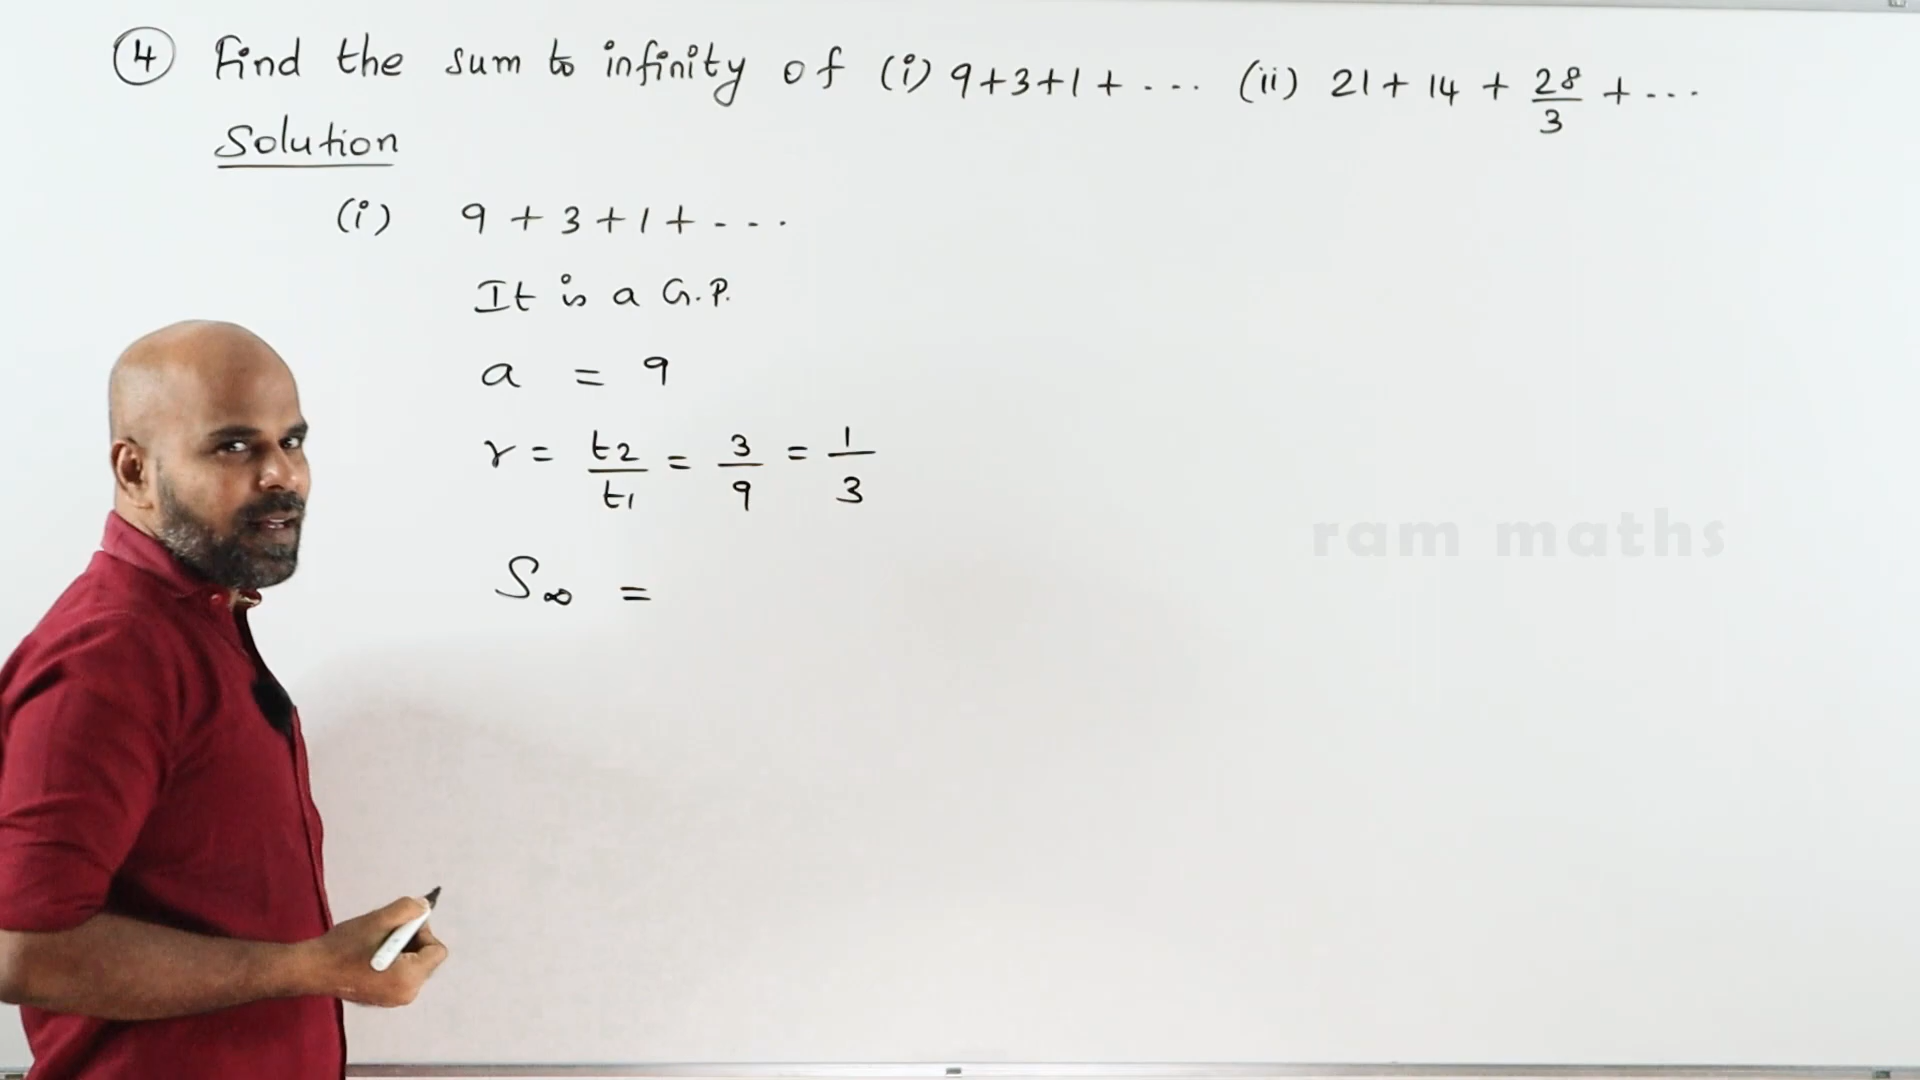 ④ Find the sum to infinity of (i) 9+3+1+ ... (ii) 21 + 14 + 28/3 + ...
Solution
(i) 9 + 3 + 1 + ...
It is a G.P.
a = 9
r = t2/t1 = 3/9 = 1/3
S∞ =
ram maths